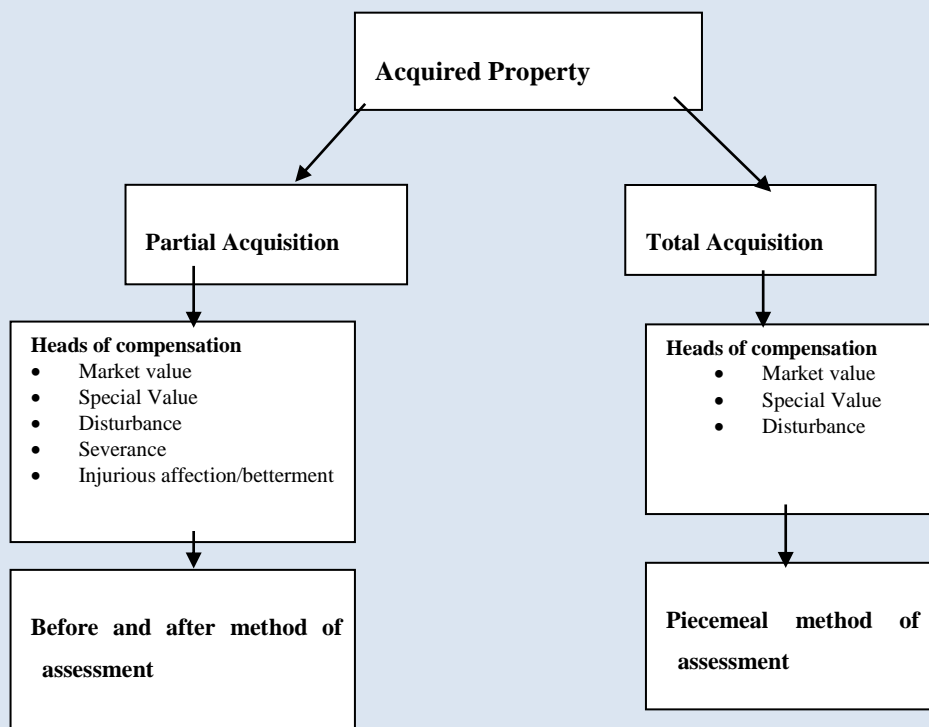 Acquired Property
Partial Acquisition
Total Acquisition
Heads of compensation
• Market value
• Special Value
• Disturbance
• Severance
• Injurious affection/betterment
Heads of compensation
• Market value
• Special Value
• Disturbance
Before and after method of
assessment
Piecemeal method of
assessment